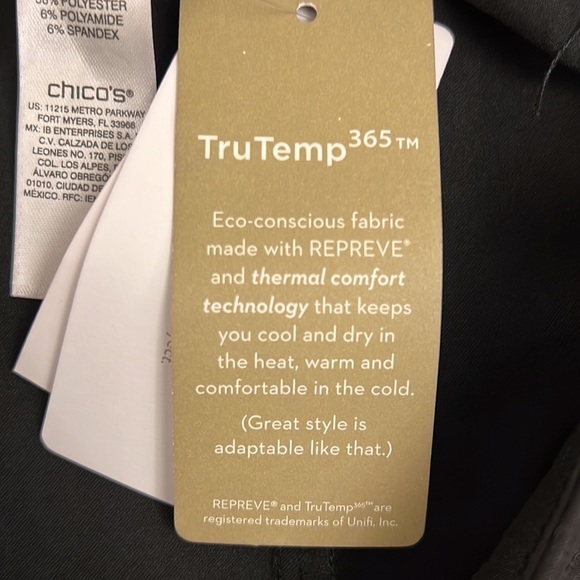 POLYESTER
6% POLYAMIDE
6% SPANDEX
chico's®
US: 11215 METRO PARKWAY
FORT MYERS, FL 33966
MX: IB ENTERPRISES S.A.
C.V. CALZADA DE LOS
LEONES NO. 170, PIS
COL. LOS ALPES,
ÁLVARO OBREGÓ
01010, CIUDAD DE
MÉXICO. RFC:
TruTemp365™
Eco-conscious fabric
made with REPREVE®
and thermal comfort
technology that keeps
you cool and dry in
the heat, warm and
comfortable in the cold.
(Great style is
adaptable like that.)
REPREVE® and TruTemp365™ are
registered trademarks of Unifi, Inc.